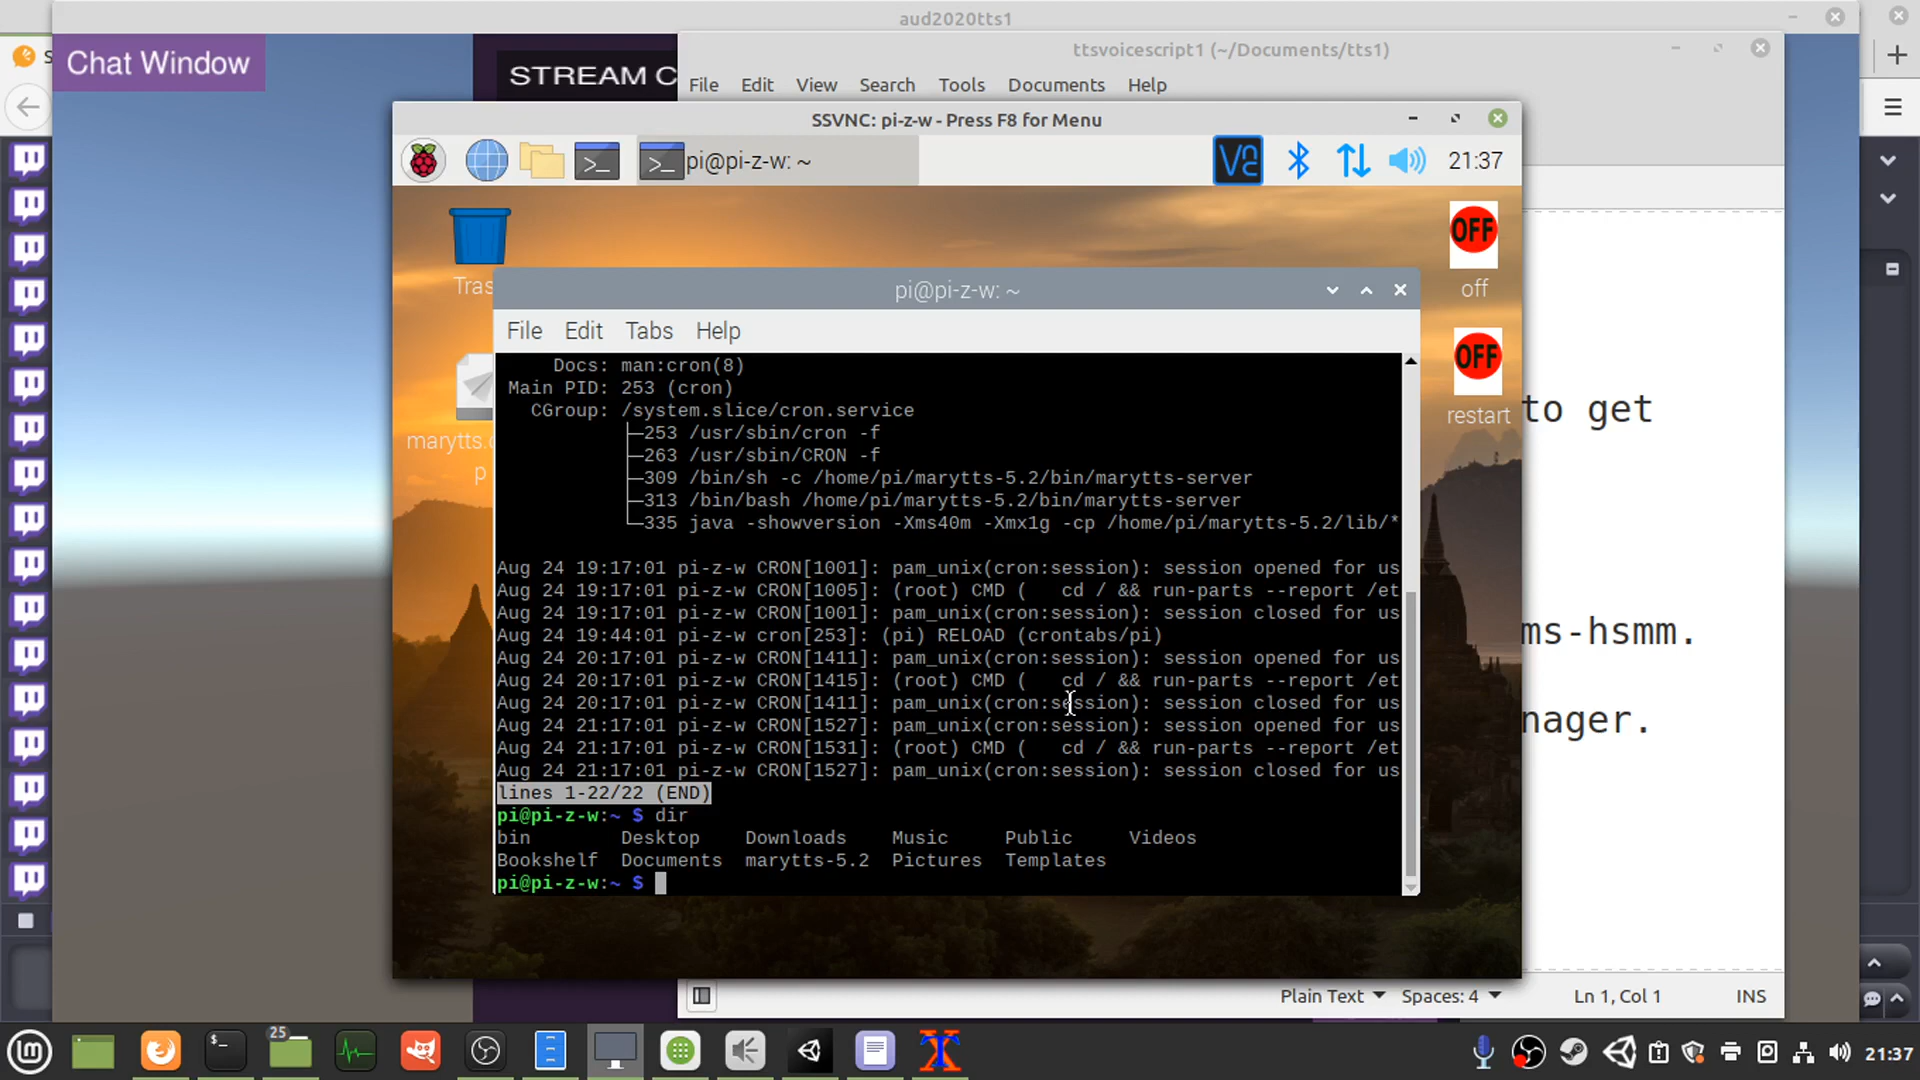 aud2020tts1
Chat Window
STREAM C
ttsvoicescript1 (~/Documents/tts1)
File Edit View Search Tools Documents Help
SSVNC: pi-z-w - Press F8 for Menu
pi@pi-z-w: ~
21:37
OFF
off
OFF
restart
Tras
marytts.
p
pi@pi-z-w: ~
File Edit Tabs Help
Docs: man:cron(8)
Main PID: 253 (cron)
CGroup: /system.slice/cron.service
├─253 /usr/sbin/cron -f
├─263 /usr/sbin/CRON -f
├─309 /bin/sh -c /home/pi/marytts-5.2/bin/marytts-server
├─313 /bin/bash /home/pi/marytts-5.2/bin/marytts-server
└─335 java -showversion -Xms40m -Xmx1g -cp /home/pi/marytts-5.2/lib/*
Aug 24 19:17:01 pi-z-w CRON[1001]: pam_unix(cron:session): session opened for us
Aug 24 19:17:01 pi-z-w CRON[1005]: (root) CMD (   cd / && run-parts --report /et
Aug 24 19:17:01 pi-z-w CRON[1001]: pam_unix(cron:session): session closed for us
Aug 24 19:44:01 pi-z-w cron[253]: (pi) RELOAD (crontabs/pi)
Aug 24 20:17:01 pi-z-w CRON[1411]: pam_unix(cron:session): session opened for us
Aug 24 20:17:01 pi-z-w CRON[1415]: (root) CMD (   cd / && run-parts --report /et
Aug 24 20:17:01 pi-z-w CRON[1411]: pam_unix(cron:session): session closed for us
Aug 24 21:17:01 pi-z-w CRON[1527]: pam_unix(cron:session): session opened for us
Aug 24 21:17:01 pi-z-w CRON[1531]: (root) CMD (   cd / && run-parts --report /et
Aug 24 21:17:01 pi-z-w CRON[1527]: pam_unix(cron:session): session closed for us
lines 1-22/22 (END)
pi@pi-z-w:~ $ dir
bin Desktop Downloads Music Public Videos
Bookshelf Documents marytts-5.2 Pictures Templates
pi@pi-z-w:~ $
to get
ms-hsmm.
nager.
Plain Text Spaces: 4 Ln 1, Col 1 INS
25
21:37